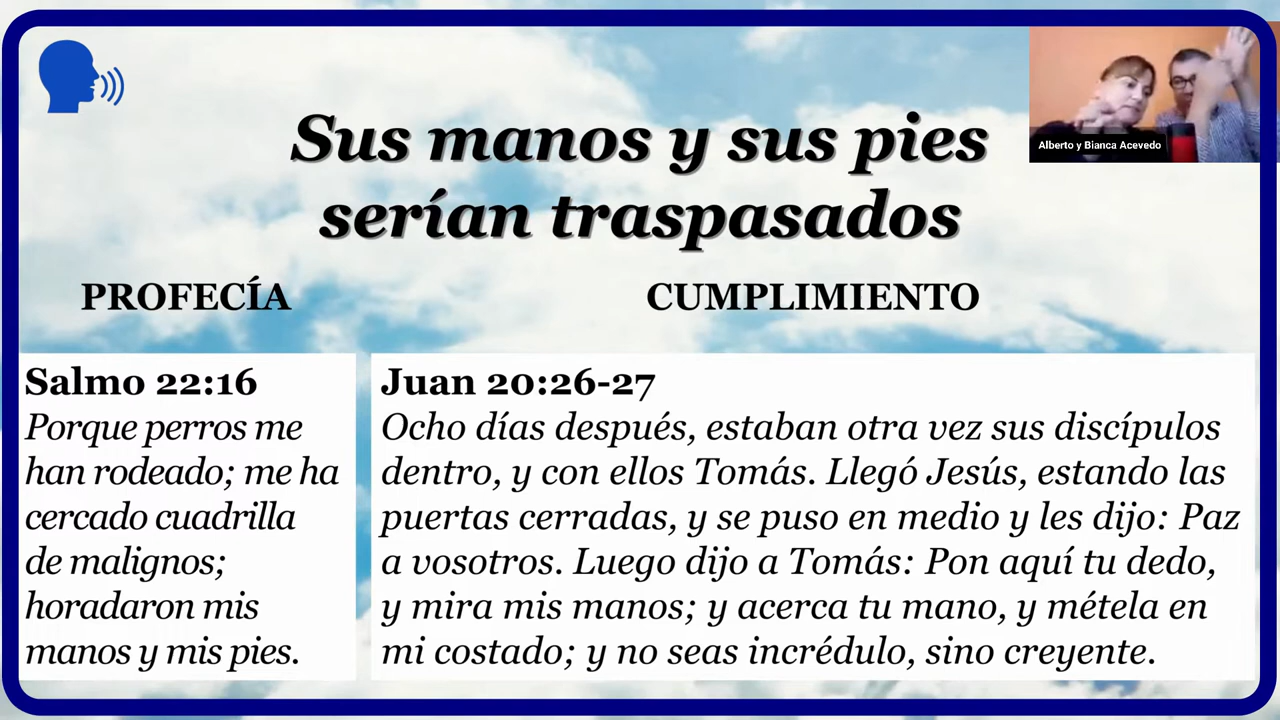 Sus manos y sus pies
serían traspasados
Alberto y Bianca Acevedo
PROFECÍA
CUMPLIMIENTO
Salmo 22:16
Porque perros me
han rodeado; me ha
cercado cuadrilla
de malignos;
horadaron mis
manos y mis pies.
Juan 20:26-27
Ocho días después, estaban otra vez sus discípulos
dentro, y con ellos Tomás. Llegó Jesús, estando las
puertas cerradas, y se puso en medio y les dijo: Paz
a vosotros. Luego dijo a Tomás: Pon aquí tu dedo,
y mira mis manos; y acerca tu mano, y métela en
mi costado; y no seas incrédulo, sino creyente.